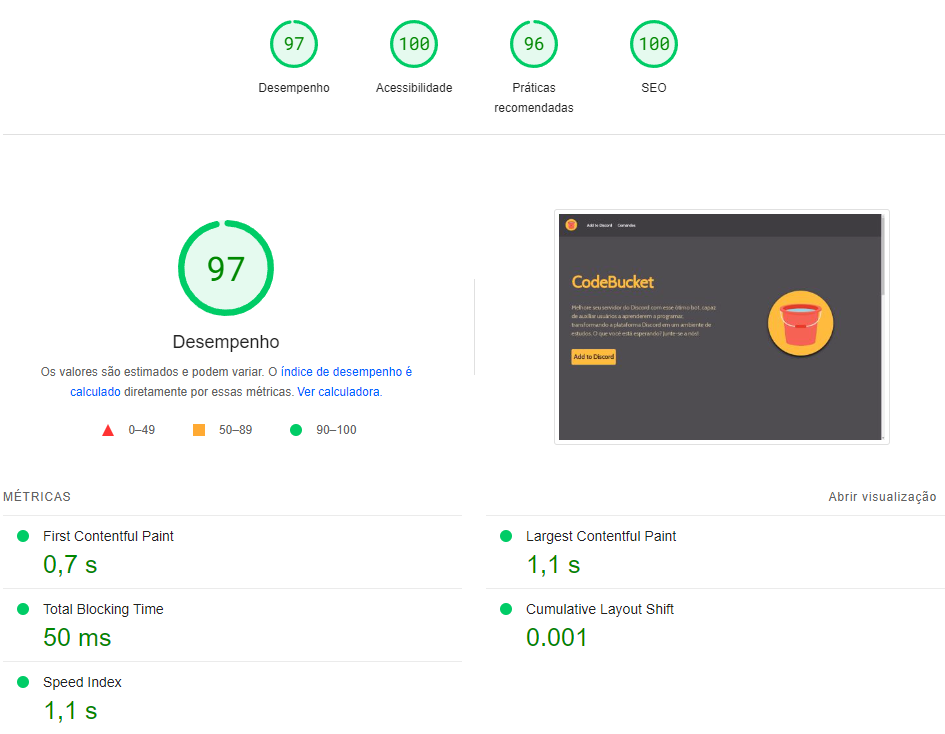 97
100
96
100
Desempenho
Acessibilidade
Práticas
recomendadas
SEO
97
Desempenho
Os valores são estimados e podem variar. O índice de desempenho é
calculado diretamente por essas métricas. Ver calculadora.
0–49
50–89
90–100
Add to Discord
Comandos
CodeBucket
Melhore seu servidor do Discord com esse ótimo bot, capaz
de auxiliar usuários a aprenderem a programar,
transformando a plataforma Discord em um ambiente de
estudos. O que você está esperando? Junte-se a nós!
Add to Discord
MÉTRICAS
Abrir visualização
First Contentful Paint
0,7 s
Largest Contentful Paint
1,1 s
Total Blocking Time
50 ms
Cumulative Layout Shift
0.001
Speed Index
1,1 s